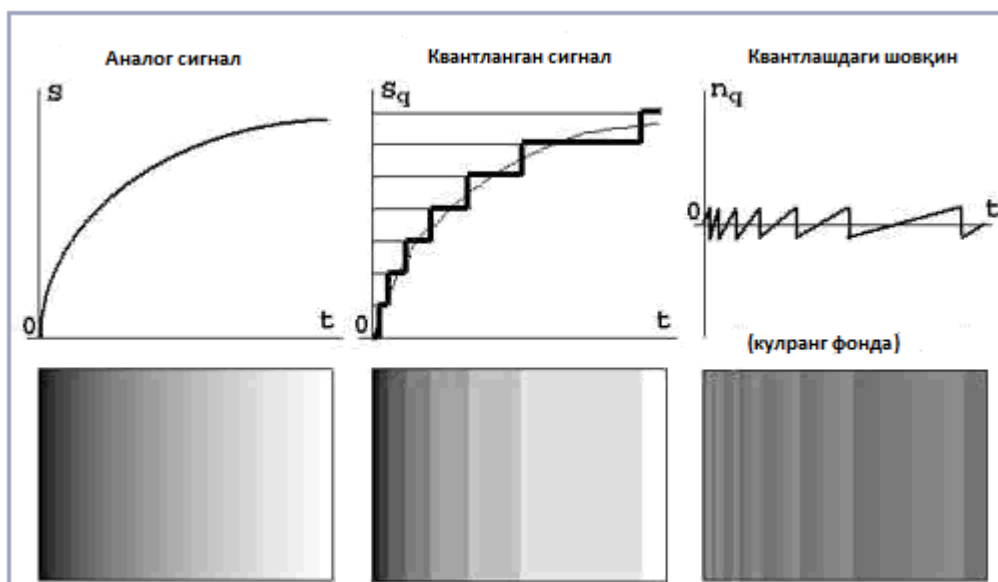 Аналог сигнал
Квантланган сигнал
Квантлашдаги шовқин
s
0
t
sq
0
t
nq
0
t
(кулранг фонда)